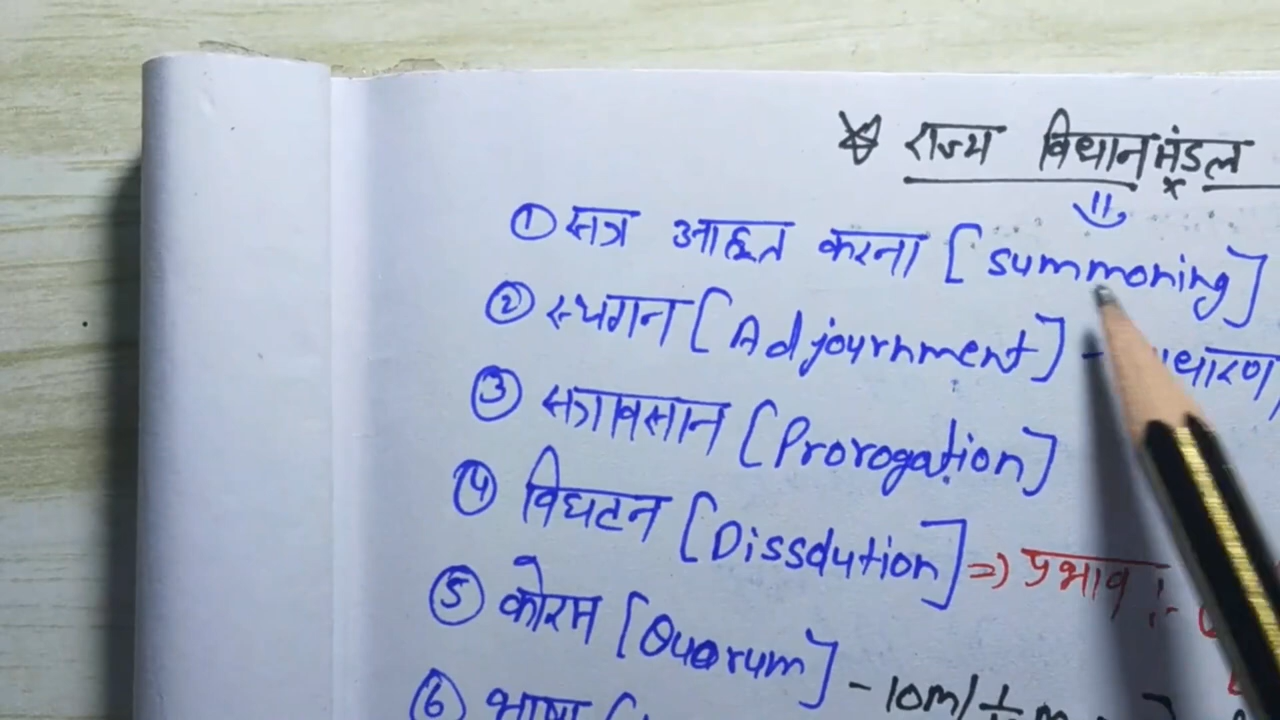 राज्य विधानमंडल
① सत्र आहूत करना [Summoning]
② स्थगन [Adjournment] -
③ सत्रावसान [Prorogation]
④ विघटन [Dissolution] => प्रभाव :-
⑤ कोरम [Quorum] - 10m/
⑥ भाषा [